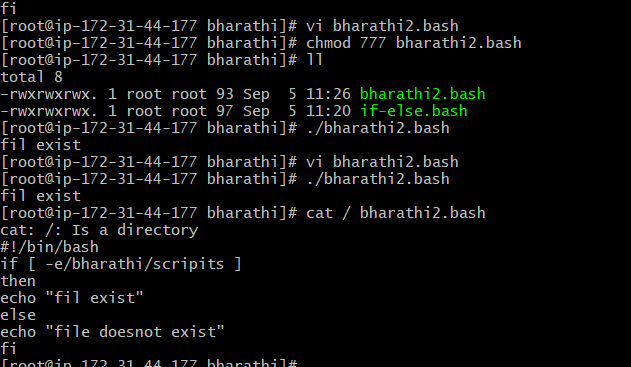 fi
[root@ip-172-31-44-177 bharathi]# vi bharathi2.bash
[root@ip-172-31-44-177 bharathi]# chmod 777 bharathi2.bash
[root@ip-172-31-44-177 bharathi]# ll
total 8
-rwxrwxrwx. 1 root root 93 Sep  5 11:26 bharathi2.bash
-rwxrwxrwx. 1 root root 97 Sep  5 11:20 if-else.bash
[root@ip-172-31-44-177 bharathi]# ./bharathi2.bash
fil exist
[root@ip-172-31-44-177 bharathi]# vi bharathi2.bash
[root@ip-172-31-44-177 bharathi]# ./bharathi2.bash
fil exist
[root@ip-172-31-44-177 bharathi]# cat / bharathi2.bash
cat: /: Is a directory
#!/bin/bash
if [ -e/bharathi/scripits ]
then
echo "fil exist"
else
echo "file doesnot exist"
fi
[root@ip-172-31-44-177 bharathi]#